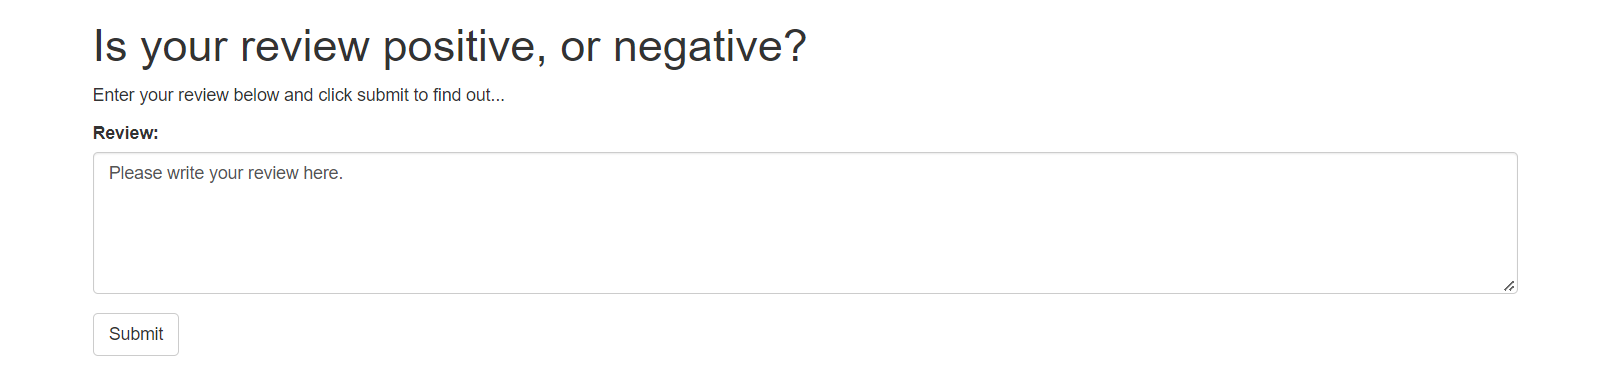 Is your review positive, or negative?
Enter your review below and click submit to find out...
Review:
Please write your review here.
Submit